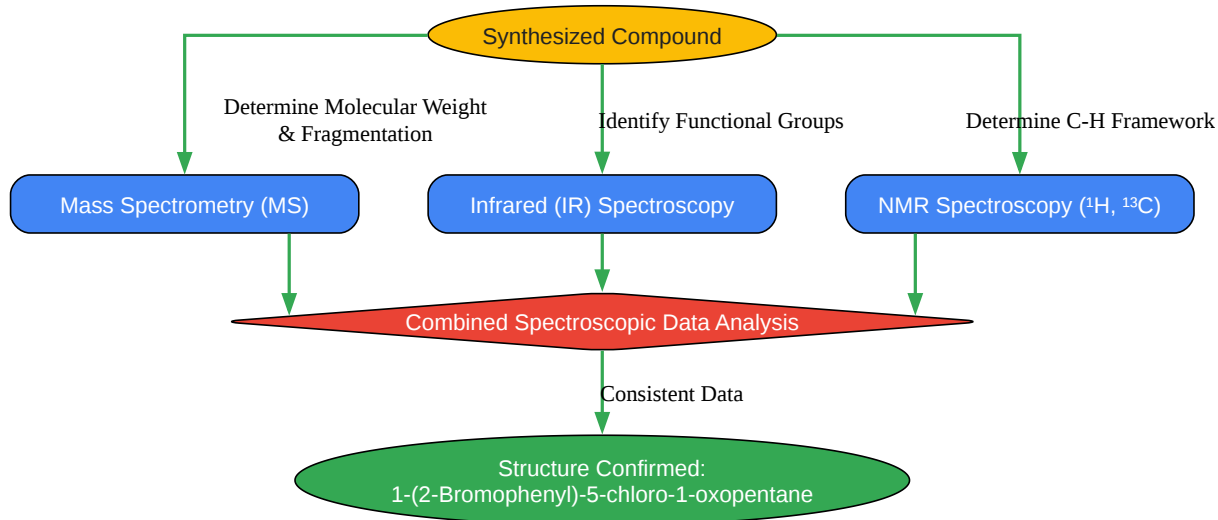 Synthesized Compound
Determine Molecular Weight
& Fragmentation
Identify Functional Groups
Determine C-H Framework
Mass Spectrometry (MS)
Infrared (IR) Spectroscopy
NMR Spectroscopy (¹H, ¹³C)
Combined Spectroscopic Data Analysis
Consistent Data
Structure Confirmed:
1-(2-Bromophenyl)-5-chloro-1-oxopentane